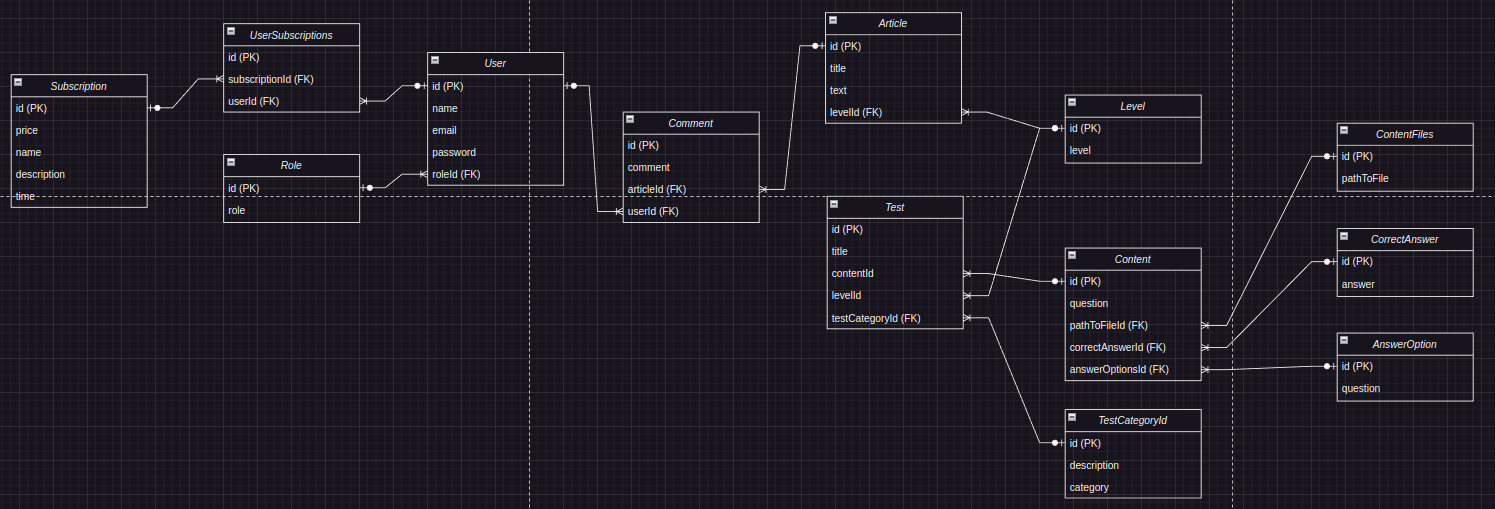 Subscription
id (PK)
price
name
description
time
UserSubscriptions
id (PK)
subscriptionId (FK)
userId (FK)
Role
id (PK)
role
User
id (PK)
name
email
password
roleId (FK)
Comment
id (PK)
comment
articleId (FK)
userId (FK)
Article
id (PK)
title
text
levelId (FK)
Test
id (PK)
title
contentId
levelId
testCategoryId (FK)
Level
id (PK)
level
Content
id (PK)
question
pathToFileId (FK)
correctAnswerId (FK)
answerOptionsId (FK)
TestCategoryId
id (PK)
description
category
ContentFiles
id (PK)
pathToFile
CorrectAnswer
id (PK)
answer
AnswerOption
id (PK)
question